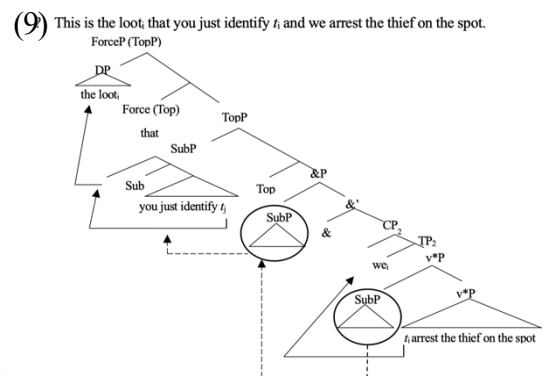 (9) This is the lootᵢ that you just identify tᵢ and we arrest the thief on the spot.
ForceP (TopP)
DP
the lootᵢ
Force (Top)
TopP
that
SubP
&P
Sub
Top
&'
you just identify tⱼ
SubP
&
CP₂
TP₂
weᵢ
v*P
SubP
v*P
tᵢ arrest the thief on the spot